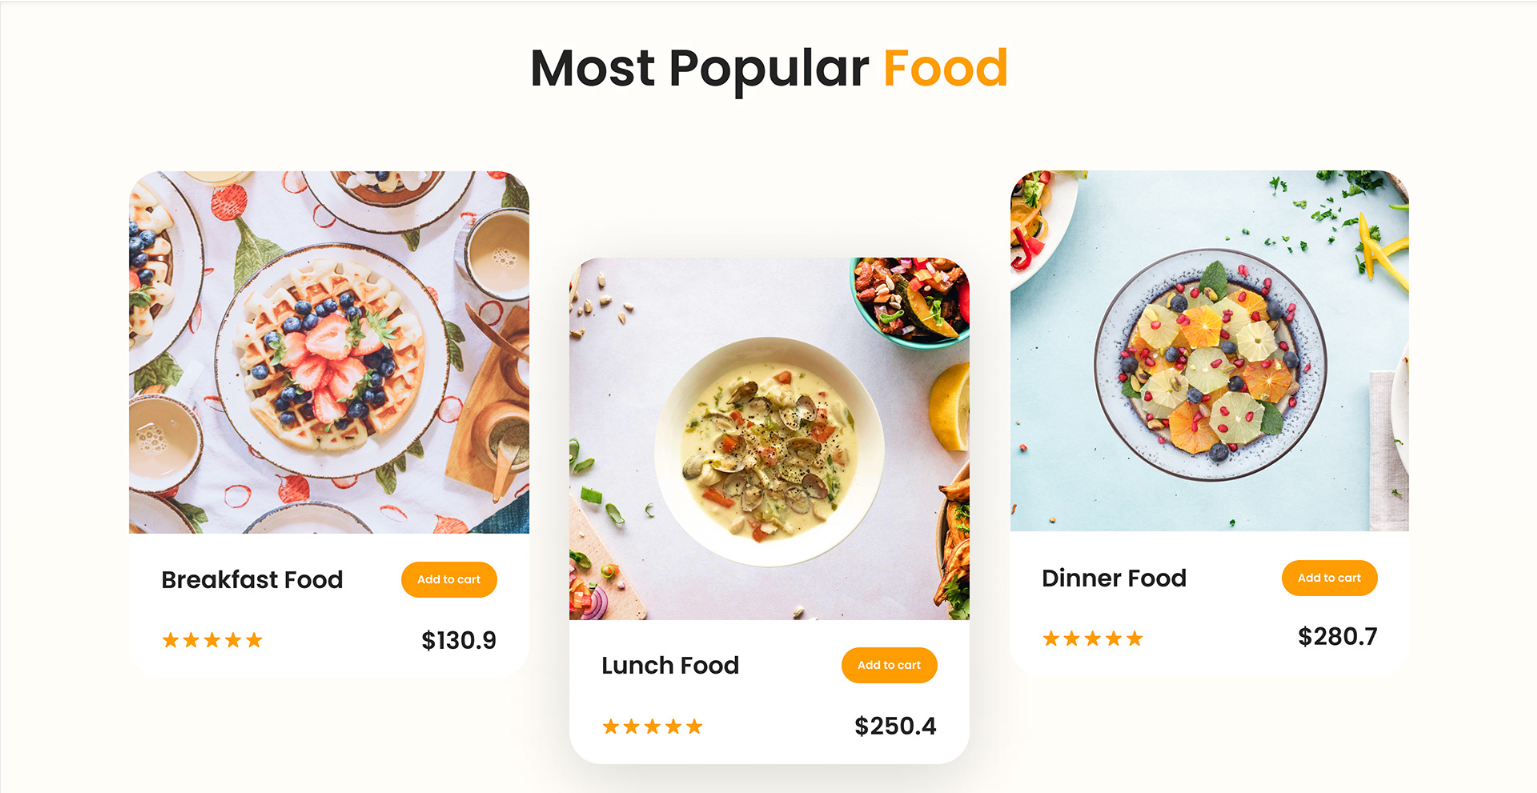 Most Popular Food
Breakfast Food
Add to cart
$130.9
Lunch Food
Add to cart
$250.4
Dinner Food
Add to cart
$280.7